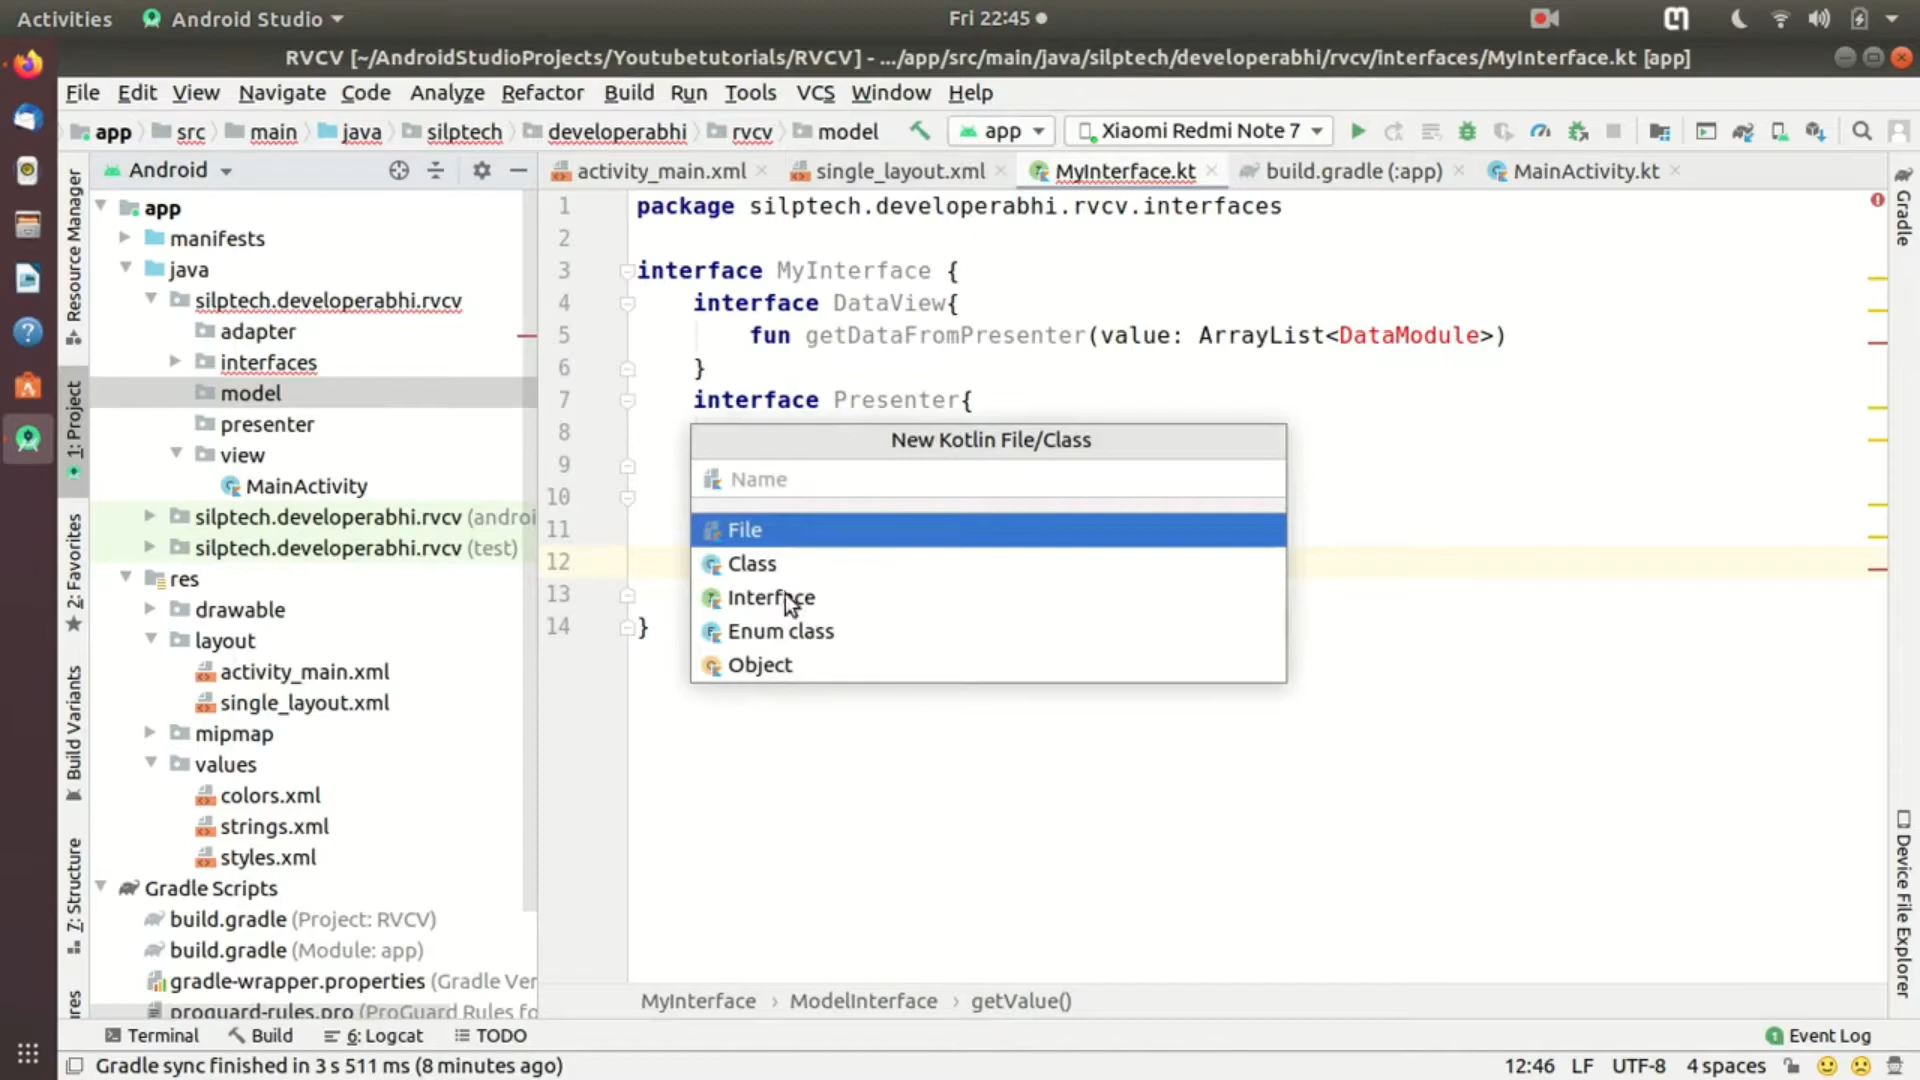 Activities
Android Studio
Fri 22:45
RVCV [~/AndroidStudioProjects/Youtubetutorials/RVCV] - .../app/src/main/java/silptech/developerabhi/rvcv/interfaces/MyInterface.kt [app]
File Edit View Navigate Code Analyze Refactor Build Run Tools VCS Window Help
app src main java silptech developerabhi rvcv model app Xiaomi Redmi Note 7
Android
activity_main.xml single_layout.xml MyInterface.kt build.gradle (:app) MainActivity.kt
Resource Manager
1: Project
2: Favorites
Build Variants
7: Structure
app
manifests
java
silptech.developerabhi.rvcv
adapter
interfaces
model
presenter
view
MainActivity
silptech.developerabhi.rvcv (androi
silptech.developerabhi.rvcv (test)
res
drawable
layout
activity_main.xml
single_layout.xml
mipmap
values
colors.xml
strings.xml
styles.xml
Gradle Scripts
build.gradle (Project: RVCV)
build.gradle (Module: app)
gradle-wrapper.properties (Gradle Ver
proguard-rules.pro (ProGuard Rules fo
1 package silptech.developerabhi.rvcv.interfaces
2
3 interface MyInterface {
4 interface DataView{
5 fun getDataFromPresenter(value: ArrayList<DataModule>)
6 }
7 interface Presenter{
8
9
10
11
12
13
14 }
New Kotlin File/Class
Name
File
Class
Interface
Enum class
Object
MyInterface › ModelInterface › getValue()
Gradle
Device File Explorer
Terminal Build 6: Logcat TODO
1 Event Log
Gradle sync finished in 3 s 511 ms (8 minutes ago)
12:46 LF UTF-8 4 spaces